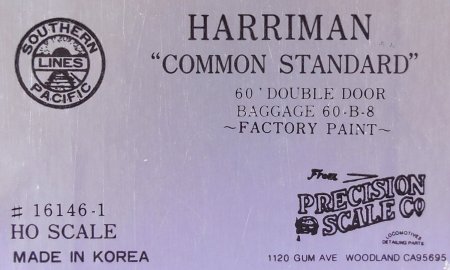 SOUTHERN
LINES
PACIFIC
HARRIMAN
"COMMON STANDARD"
60' DOUBLE DOOR
BAGGAGE 60-B-8
~FACTORY PAINT~
From
PRECISION
SCALE CO
LOCOMOTIVES
DETAILING PARTS
# 16146-1
HO SCALE
MADE IN KOREA
1120 GUM AVE WOODLAND CA95695